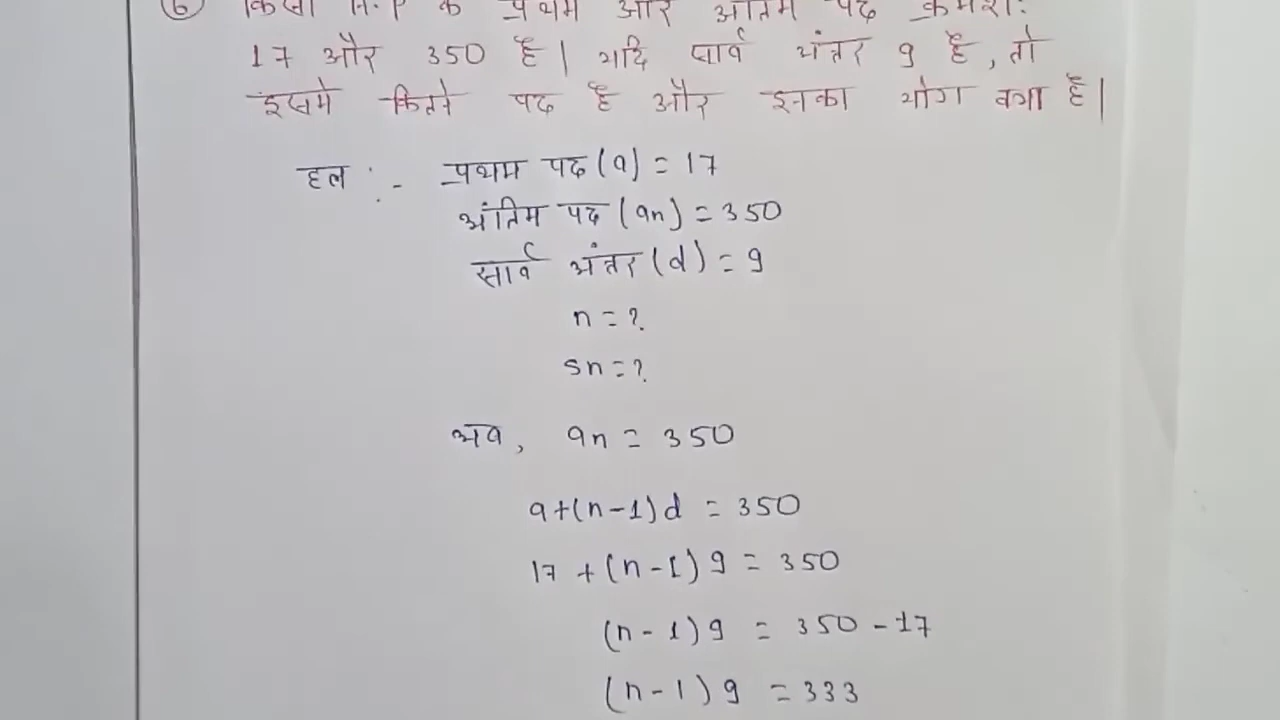 ⑥ किसी A.P के प्रथम और अंतिम पद क्रमशः
17 और 350 है। यदि सार्व अंतर 9 है, तो
इसमे कितने पद है और इनका योग क्या है।
हल :- प्रथम पद (a) = 17
अंतिम पद (an) = 350
सार्व अंतर (d) = 9
n = ?
sn = ?
अब, an = 350
a+(n-1)d = 350
17 + (n-1) 9 = 350
(n-1) 9 = 350 - 17
(n-1) 9 = 333